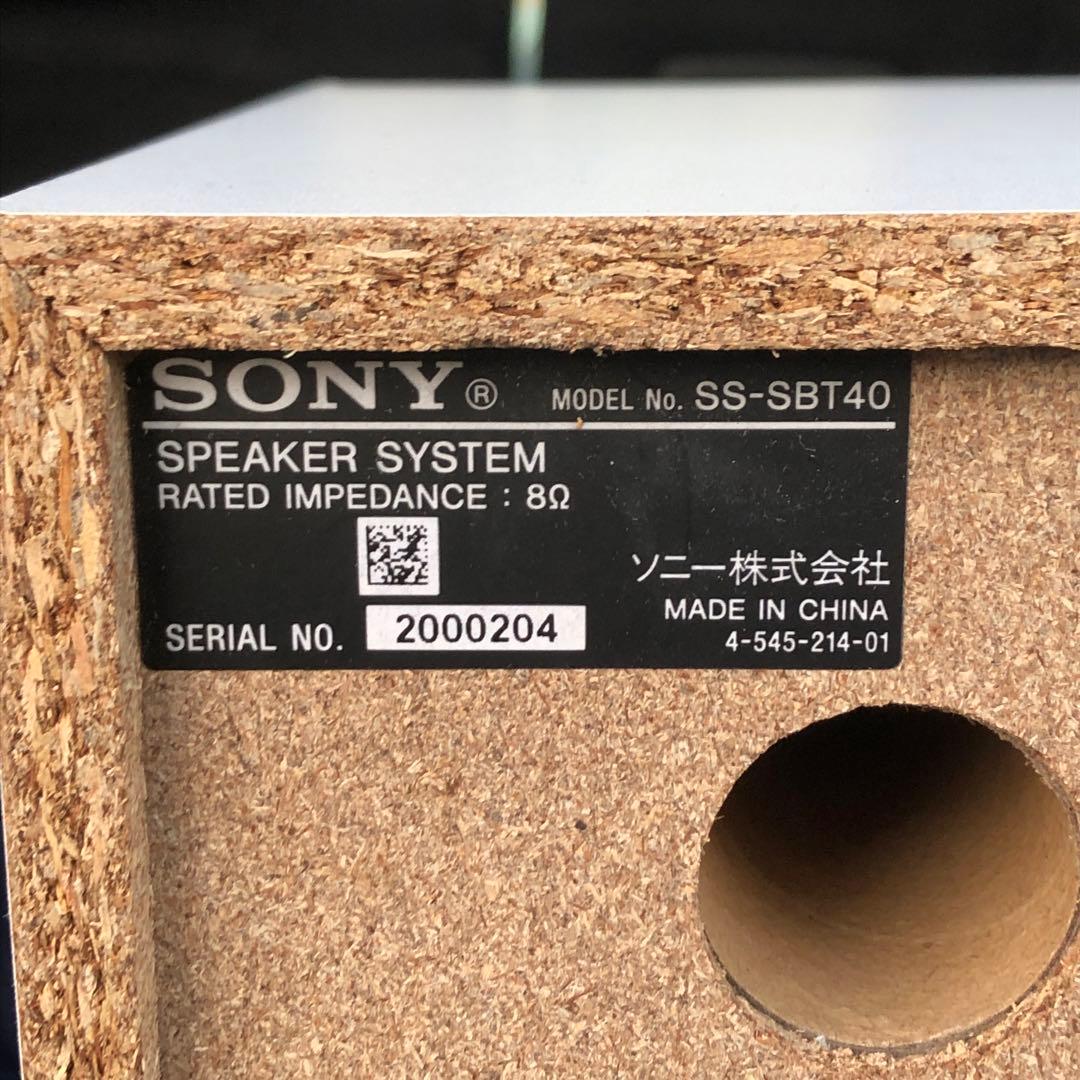 SONY® MODEL No. SS-SBT40
SPEAKER SYSTEM
RATED IMPEDANCE : 8Ω
ソニー株式会社
MADE IN CHINA
SERIAL NO. 2000204
4-545-214-01